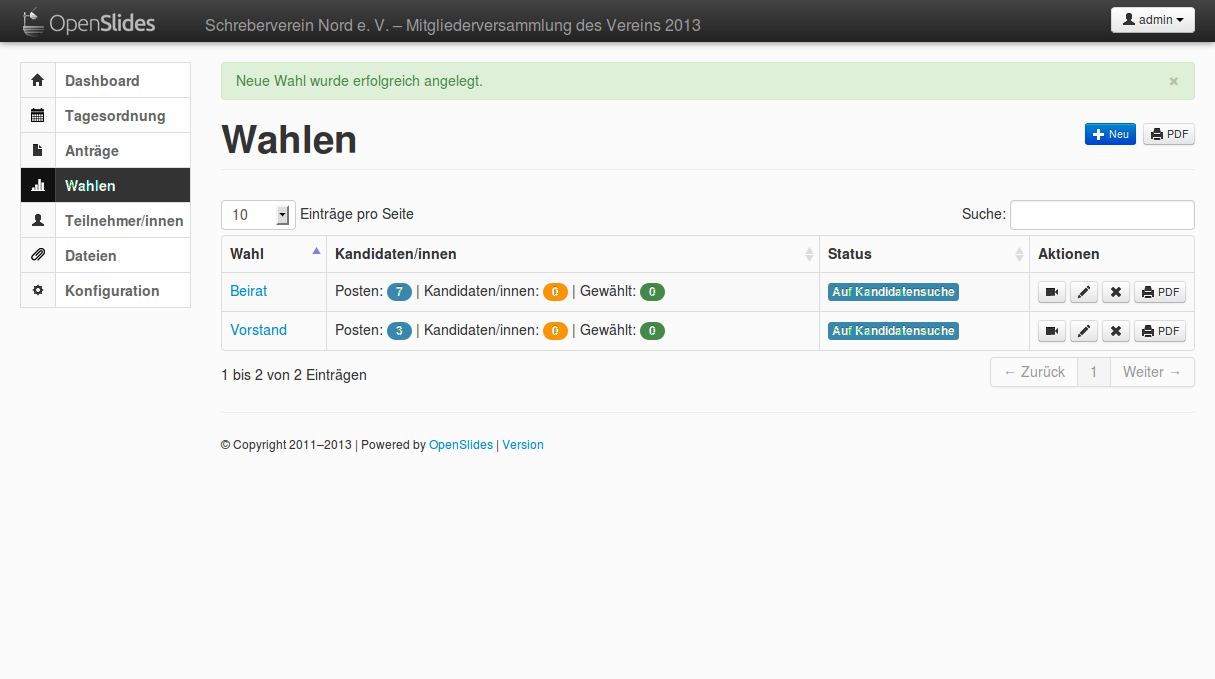 OpenSlides Schreberverein Nord e. V. – Mitgliederversammlung des Vereins 2013 admin
Dashboard
Tagesordnung
Anträge
Wahlen
Teilnehmer/innen
Dateien
Konfiguration
Neue Wahl wurde erfolgreich angelegt. ×
Wahlen Neu PDF
10 Einträge pro Seite Suche:
Wahl Kandidaten/innen Status Aktionen
Beirat Posten: 7 | Kandidaten/innen: 0 | Gewählt: 0 Auf Kandidatensuche PDF
Vorstand Posten: 3 | Kandidaten/innen: 0 | Gewählt: 0 Auf Kandidatensuche PDF
1 bis 2 von 2 Einträgen ← Zurück 1 Weiter →
© Copyright 2011–2013 | Powered by OpenSlides | Version